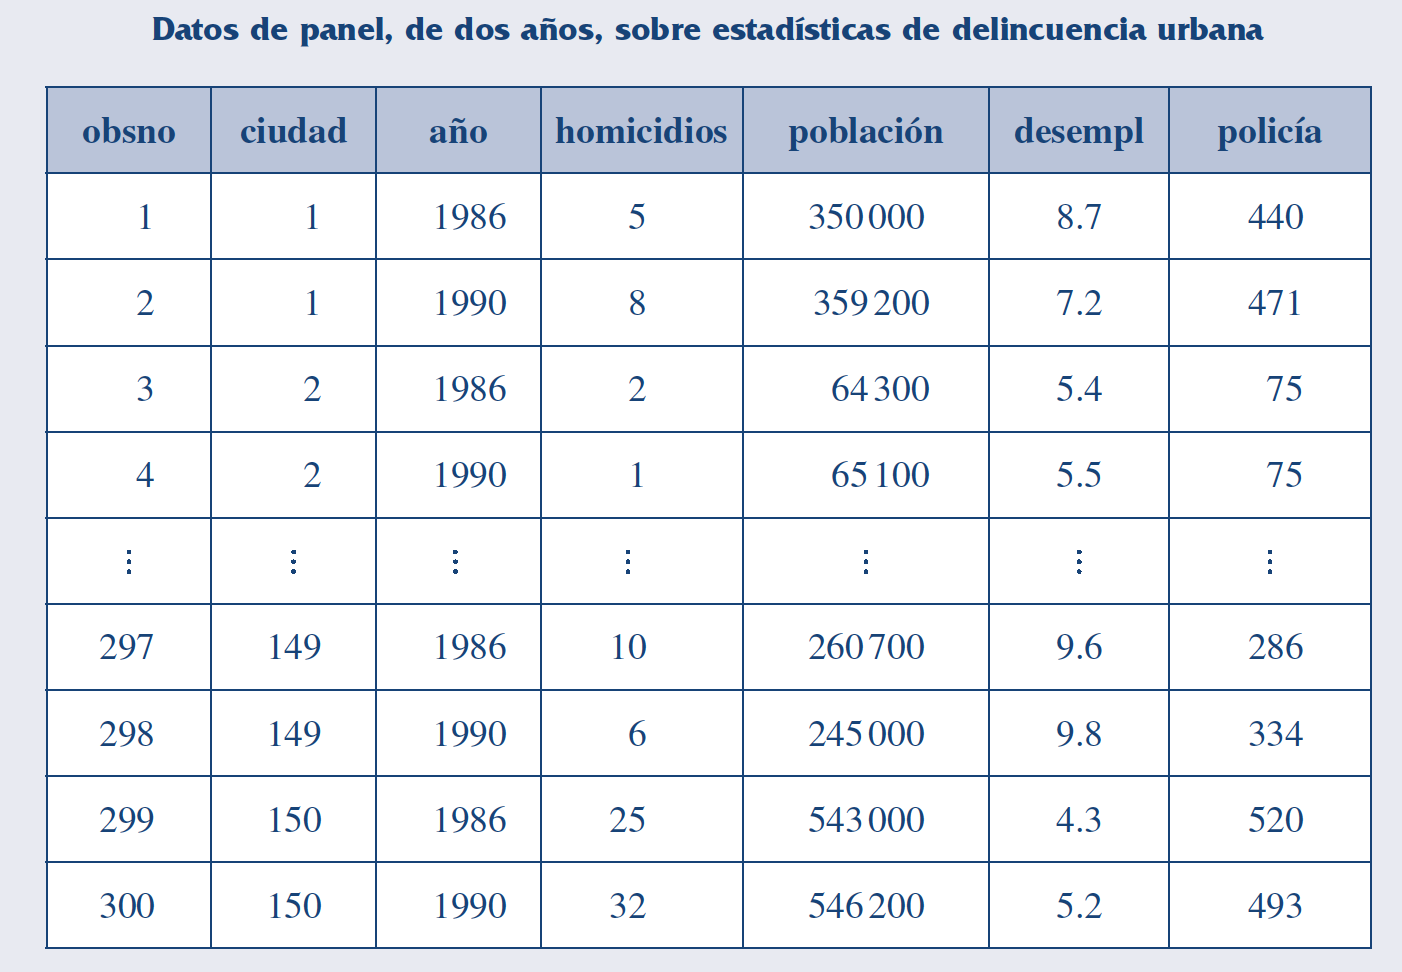 Datos de panel, de dos años, sobre estadísticas de delincuencia urbana
obsno ciudad año homicidios población desempl policía
1 1 1986 5 350 000 8.7 440
2 1 1990 8 359 200 7.2 471
3 2 1986 2 64 300 5.4 75
4 2 1990 1 65 100 5.5 75
⋮ ⋮ ⋮ ⋮ ⋮ ⋮ ⋮
297 149 1986 10 260 700 9.6 286
298 149 1990 6 245 000 9.8 334
299 150 1986 25 543 000 4.3 520
300 150 1990 32 546 200 5.2 493